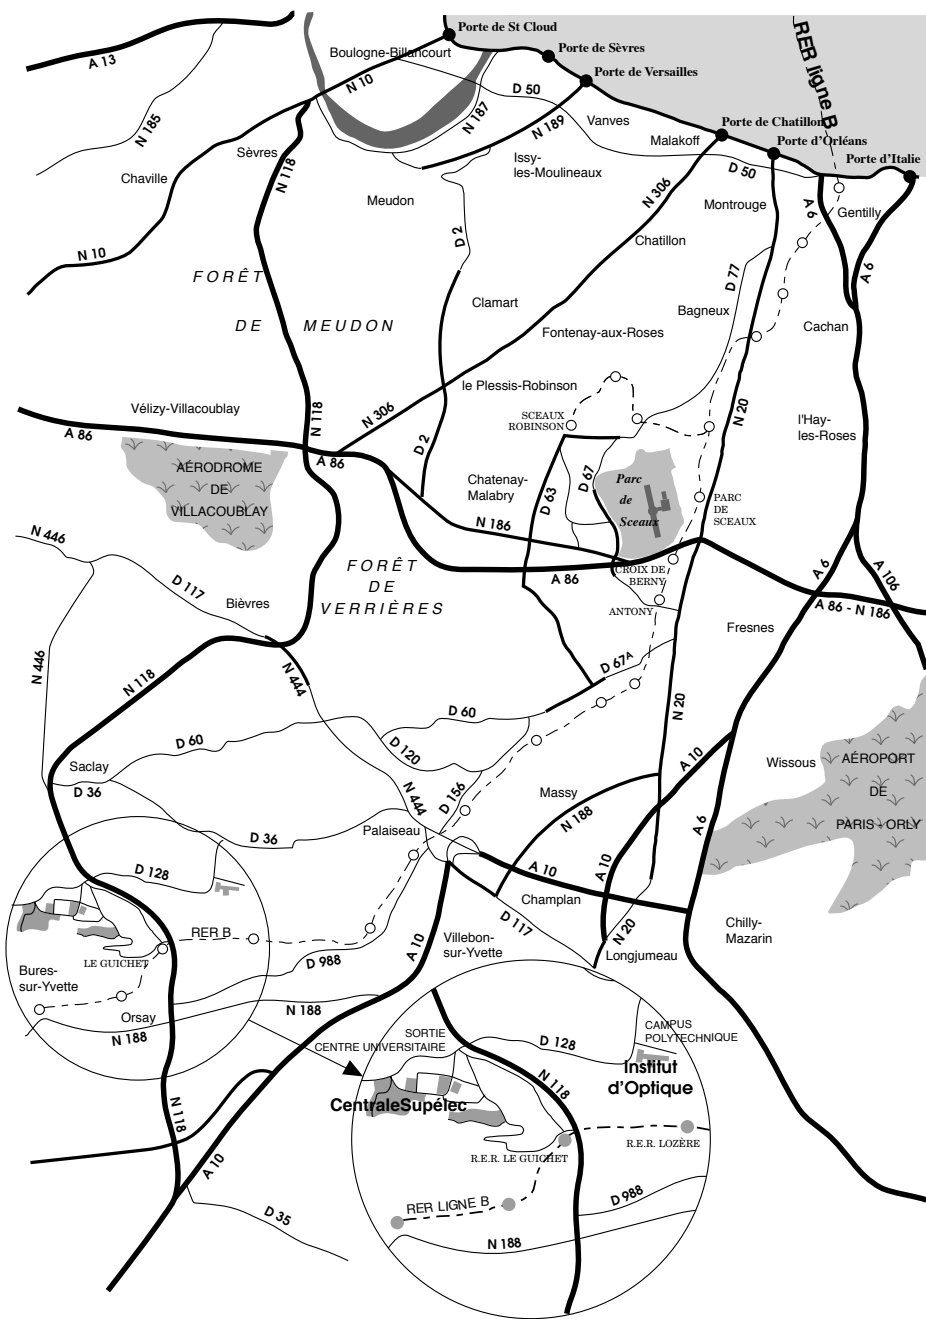 Porte de St Cloud
A 13
Boulogne-Billancourt
Porte de Sèvres
RER ligne B
N 10
Porte de Versailles
D 50
N 187
N 185
N 189
Vanves
Porte de Chatillon
Malakoff
Porte d'Orléans
Sèvres
N 118
Issy-
les-Moulineaux
D 50
Porte d'Italie
Chaville
Meudon
N 306
Montrouge
A 6
Gentilly
N 10
D 2
Chatillon
A 6
FORÊT
D 77
DE MEUDON
Clamart
Bagneux
Fontenay-aux-Roses
Cachan
le Plessis-Robinson
Vélizy-Villacoublay
N 118
N 306
SCEAUX
ROBINSON
N 20
l'Hay-
les-Roses
A 86
A 86
D 2
AÉRODROME
DE
VILLACOUBLAY
Chatenay-
Malabry
D 63
D 67
Parc
de
Sceaux
PARC
DE
SCEAUX
N 446
N 186
FORÊT
DE
VERRIÈRES
A 86
CROIX DE
BERNY
A 6
A 106
D 117
Bièvres
ANTONY
A 86 - N 186
Fresnes
N 446
N 118
N 444
D 67A
N 20
D 60
D 60
D 120
A 10
Saclay
D 36
N 444
D 156
Massy
Wissous
AÉROPORT
DE
PARIS - ORLY
N 188
A 6
D 36
Palaiseau
D 128
A 10
A 10
Champlan
D 117
RER B
N 20
Chilly-
Mazarin
LE GUICHET
D 988
A 10
Villebon-
sur-Yvette
Longjumeau
Bures-
sur-Yvette
Orsay
N 188
N 188
SORTIE
CENTRE UNIVERSITAIRE
D 128
CAMPUS
POLYTECHNIQUE
Institut
d'Optique
N 118
CentraleSupélec
N 118
R.E.R. LE GUICHET
R.E.R. LOZÈRE
A 10
RER LIGNE B
D 988
D 35
N 188